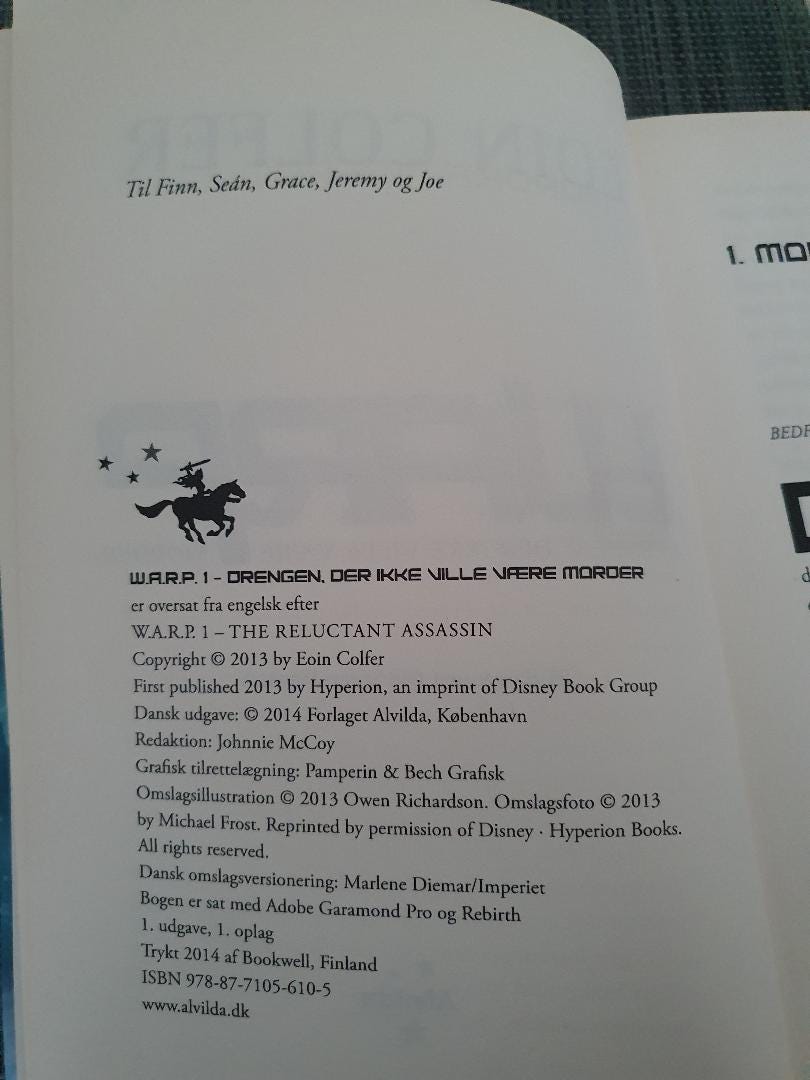 Til Finn, Seán, Grace, Jeremy og Joe
W.A.R.P. 1 – DRENGEN, DER IKKE VILLE VÆRE MORDER
er oversat fra engelsk efter
W.A.R.P. 1 – THE RELUCTANT ASSASSIN
Copyright © 2013 by Eoin Colfer
First published 2013 by Hyperion, an imprint of Disney Book Group
Dansk udgave: © 2014 Forlaget Alvilda, København
Redaktion: Johnnie McCoy
Grafisk tilrettelægning: Pamperin & Bech Grafisk
Omslagsillustration © 2013 Owen Richardson. Omslagsfoto © 2013
by Michael Frost. Reprinted by permission of Disney · Hyperion Books.
All rights reserved.
Dansk omslagsversionering: Marlene Diemar/Imperiet
Bogen er sat med Adobe Garamond Pro og Rebirth
1. udgave, 1. oplag
Trykt 2014 af Bookwell, Finland
ISBN 978-87-7105-610-5
www.alvilda.dk
1.